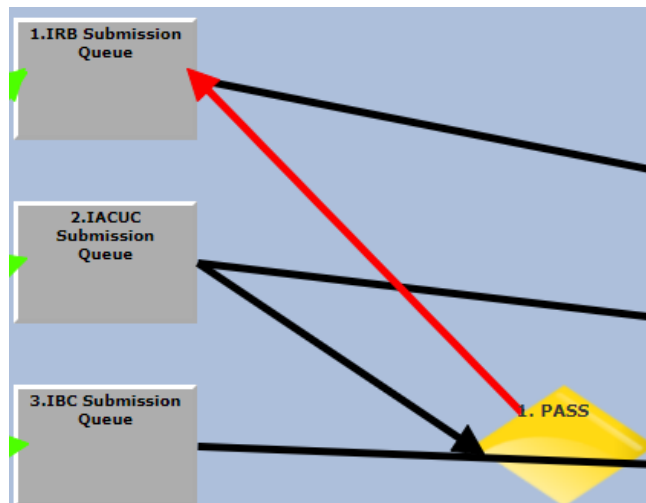 1.IRB Submission
Queue
2.IACUC
Submission
Queue
3.IBC Submission
Queue
1. PASS